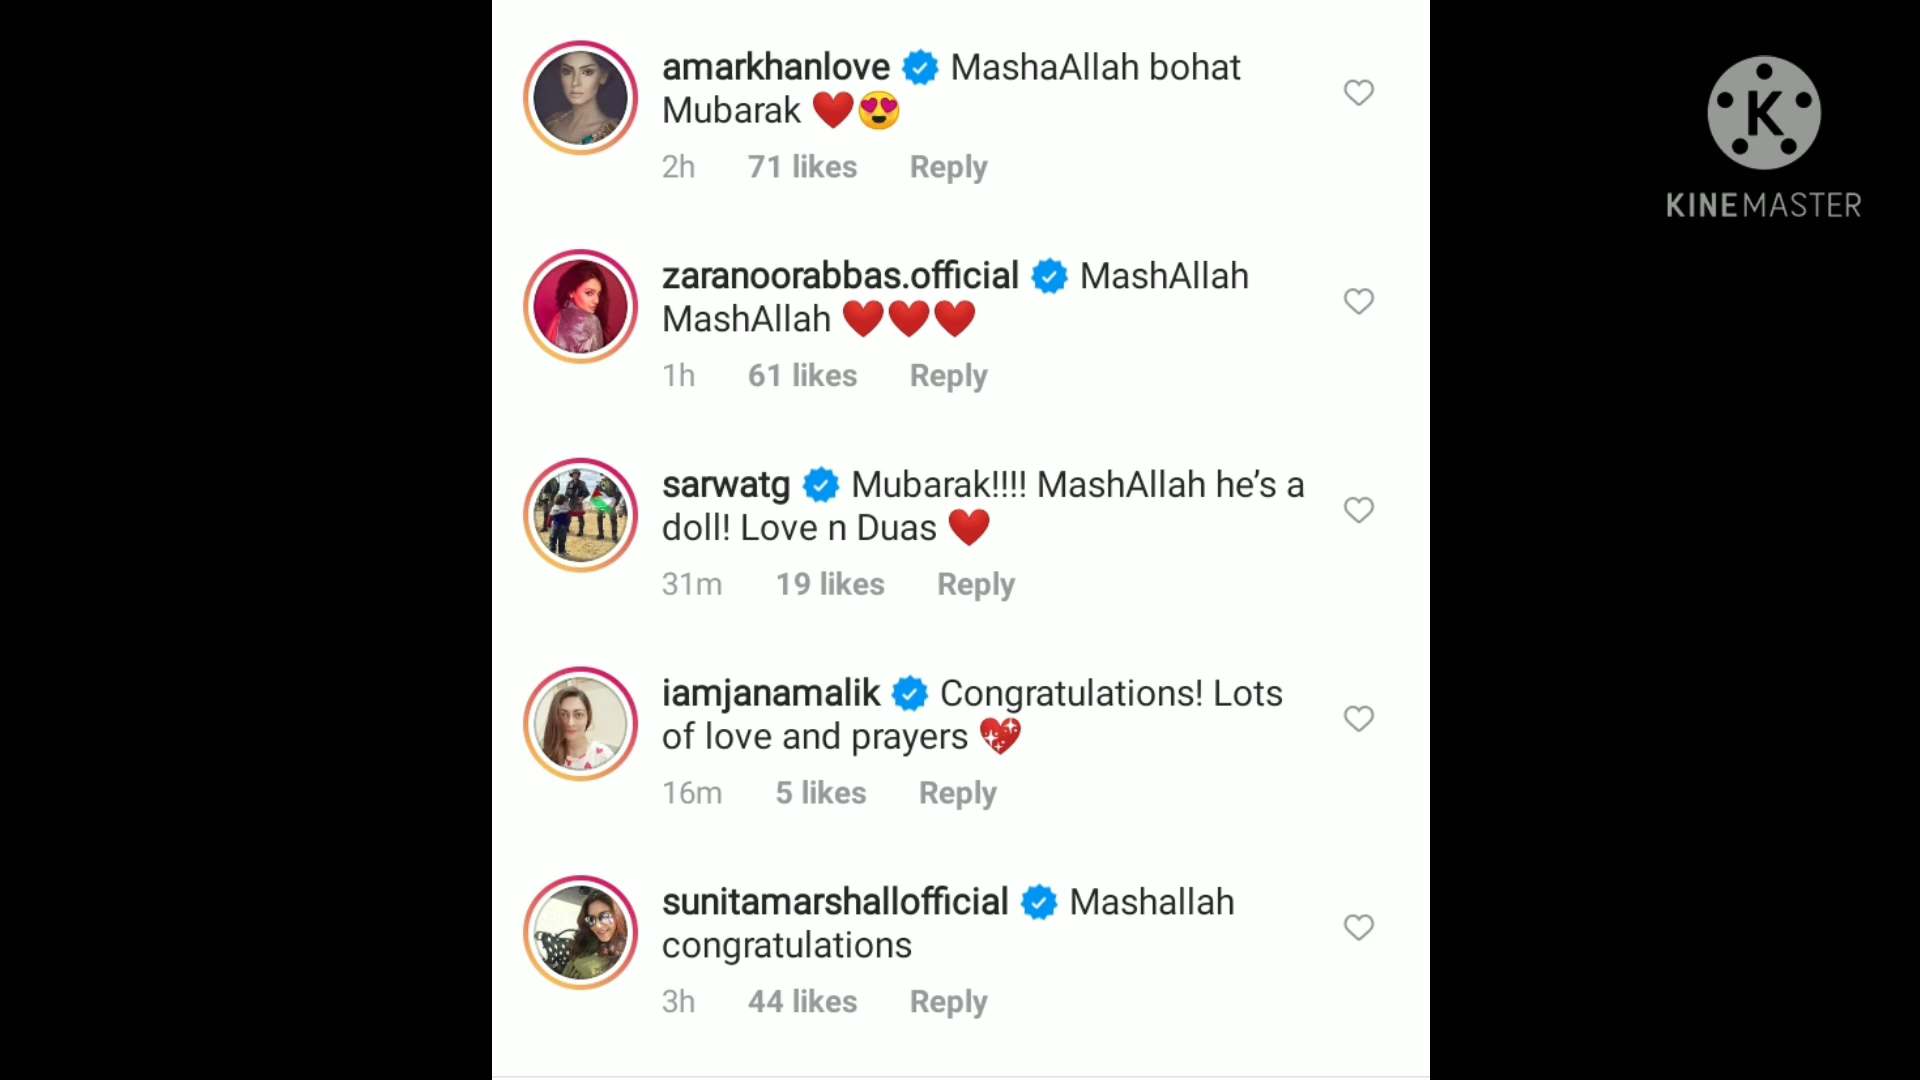 amarkhanlove MashaAllah bohat
Mubarak ❤️😍
2h 71 likes Reply
zaranoorabbas.official MashAllah
MashAllah ❤️❤️❤️
1h 61 likes Reply
sarwatg Mubarak!!!! MashAllah he’s a
doll! Love n Duas ❤️
31m 19 likes Reply
iamjanamalik Congratulations! Lots
of love and prayers 💖
16m 5 likes Reply
sunitamarshallofficial Mashallah
congratulations
3h 44 likes Reply
K
KINEMASTER